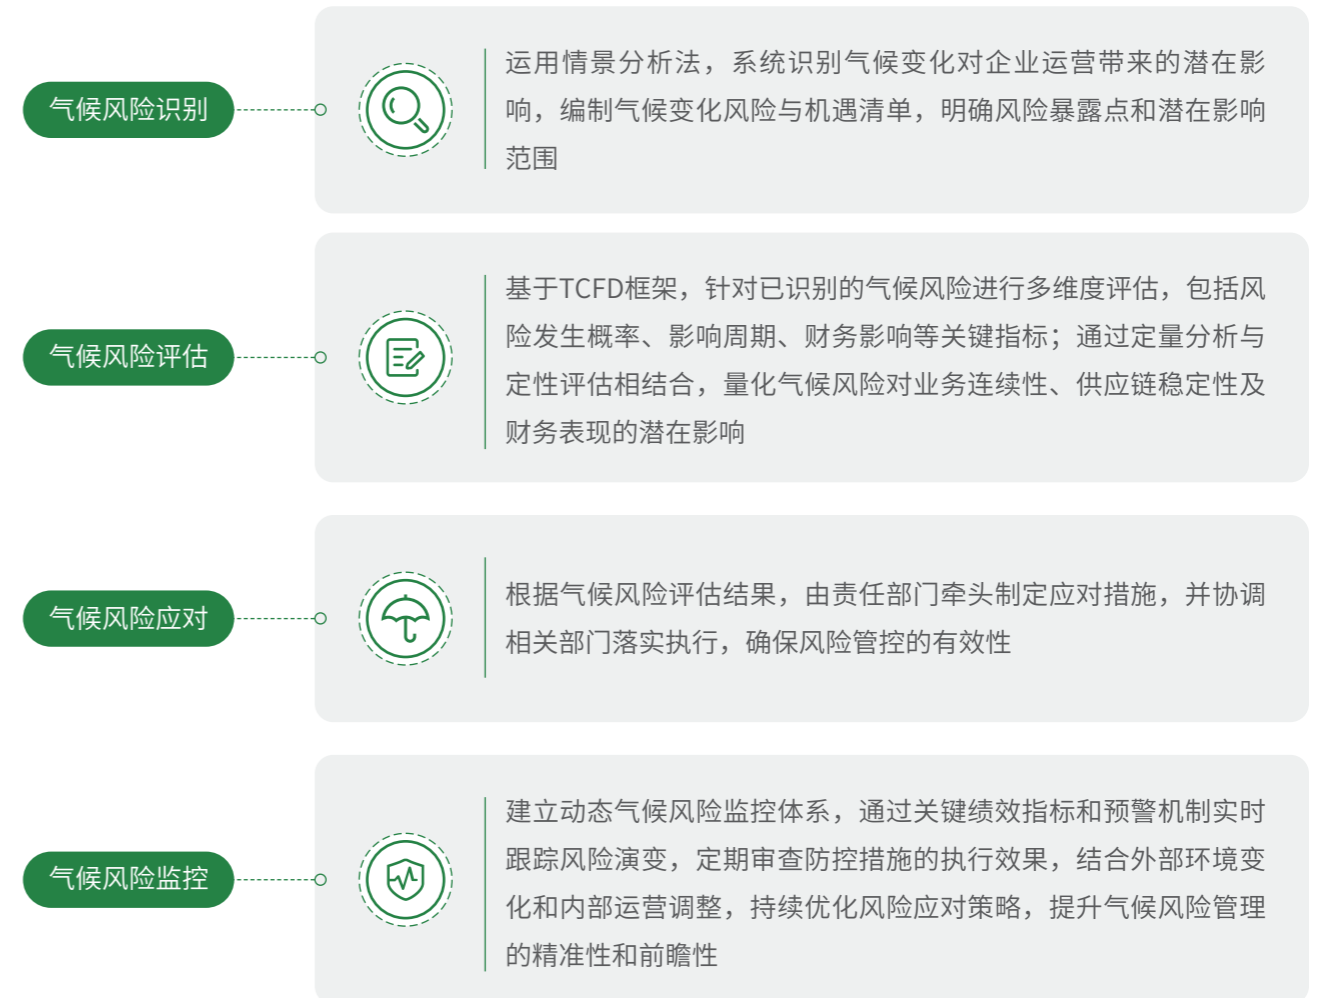 气候风险识别
运用情景分析法，系统识别气候变化对企业运营带来的潜在影
响，编制气候变化风险与机遇清单，明确风险暴露点和潜在影响
范围
气候风险评估
基于TCFD框架，针对已识别的气候风险进行多维度评估，包括风
险发生概率、影响周期、财务影响等关键指标；通过定量分析与
定性评估相结合，量化气候风险对业务连续性、供应链稳定性及
财务表现的潜在影响
气候风险应对
根据气候风险评估结果，由责任部门牵头制定应对措施，并协调
相关部门落实执行，确保风险管控的有效性
气候风险监控
建立动态气候风险监控体系，通过关键绩效指标和预警机制实时
跟踪风险演变，定期审查防控措施的执行效果，结合外部环境变
化和内部运营调整，持续优化风险应对策略，提升气候风险管理
的精准性和前瞻性